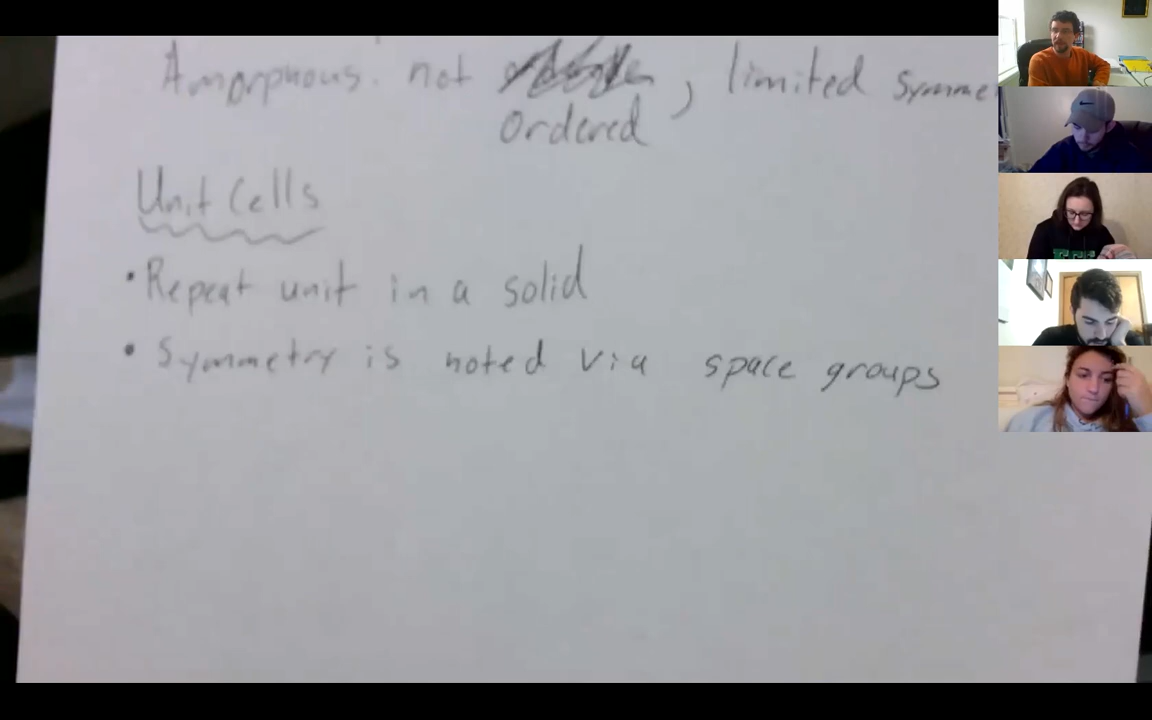 Amorphous: not , limited Symme
Ordered
Unit Cells
• Repeat unit in a solid
• Symmetry is noted via space groups